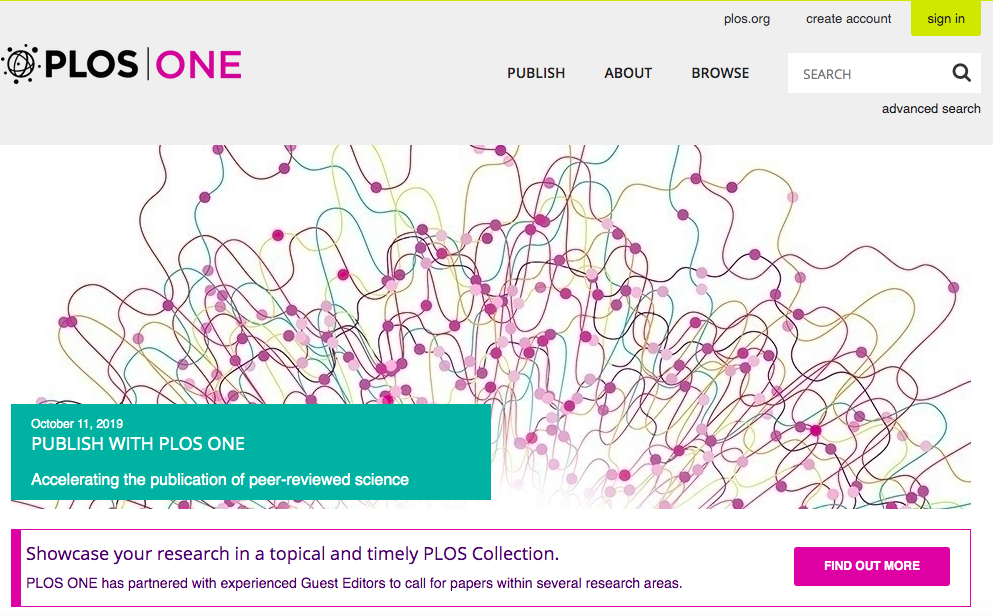 plos.org create account sign in
PLOS ONE
PUBLISH ABOUT BROWSE SEARCH
advanced search
October 11, 2019
PUBLISH WITH PLOS ONE
Accelerating the publication of peer-reviewed science
Showcase your research in a topical and timely PLOS Collection.
PLOS ONE has partnered with experienced Guest Editors to call for papers within several research areas.
FIND OUT MORE